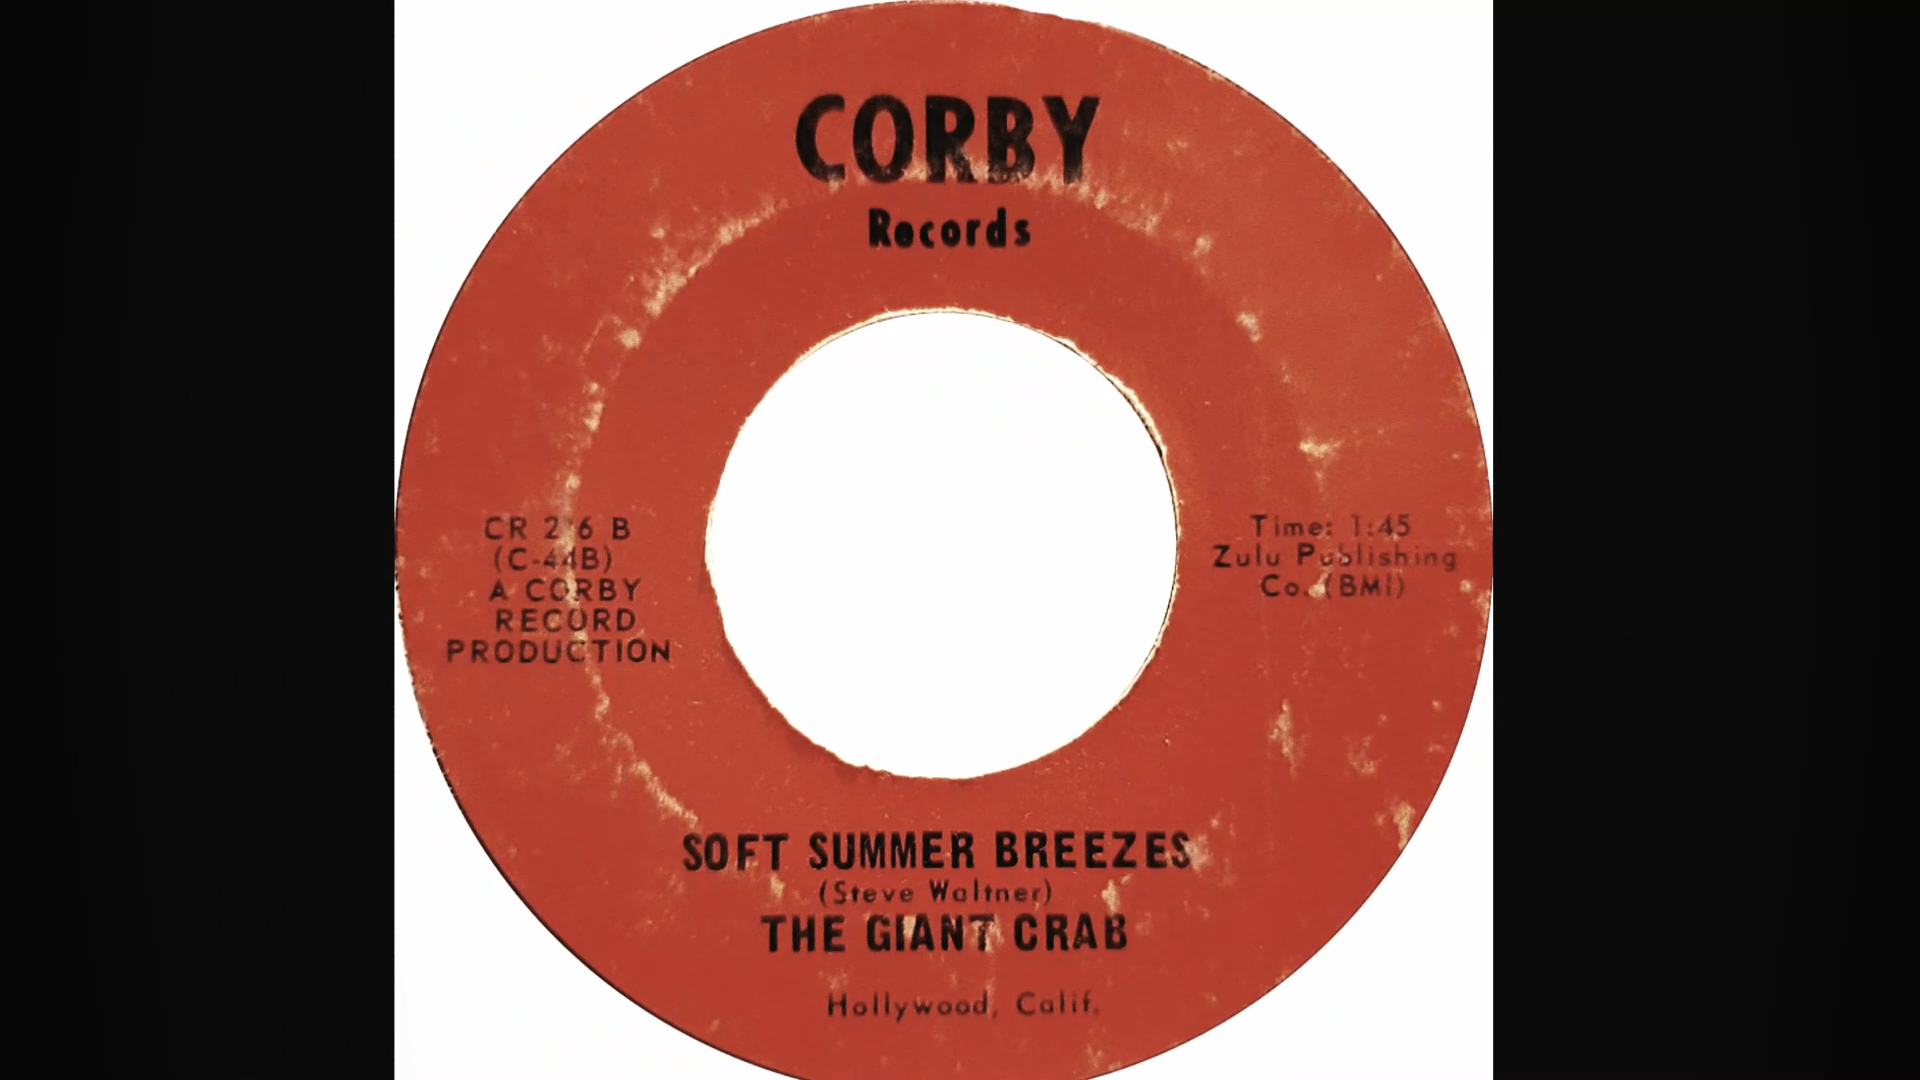 CORBY
Records
CR 2 6 B
(C-44B)
A CORBY
RECORD
PRODUCTION
Time: 1:45
Zulu Publishing
Co. (BMI)
SOFT SUMMER BREEZES
(Steve Waltner)
THE GIANT CRAB
Hollywood, Calif.